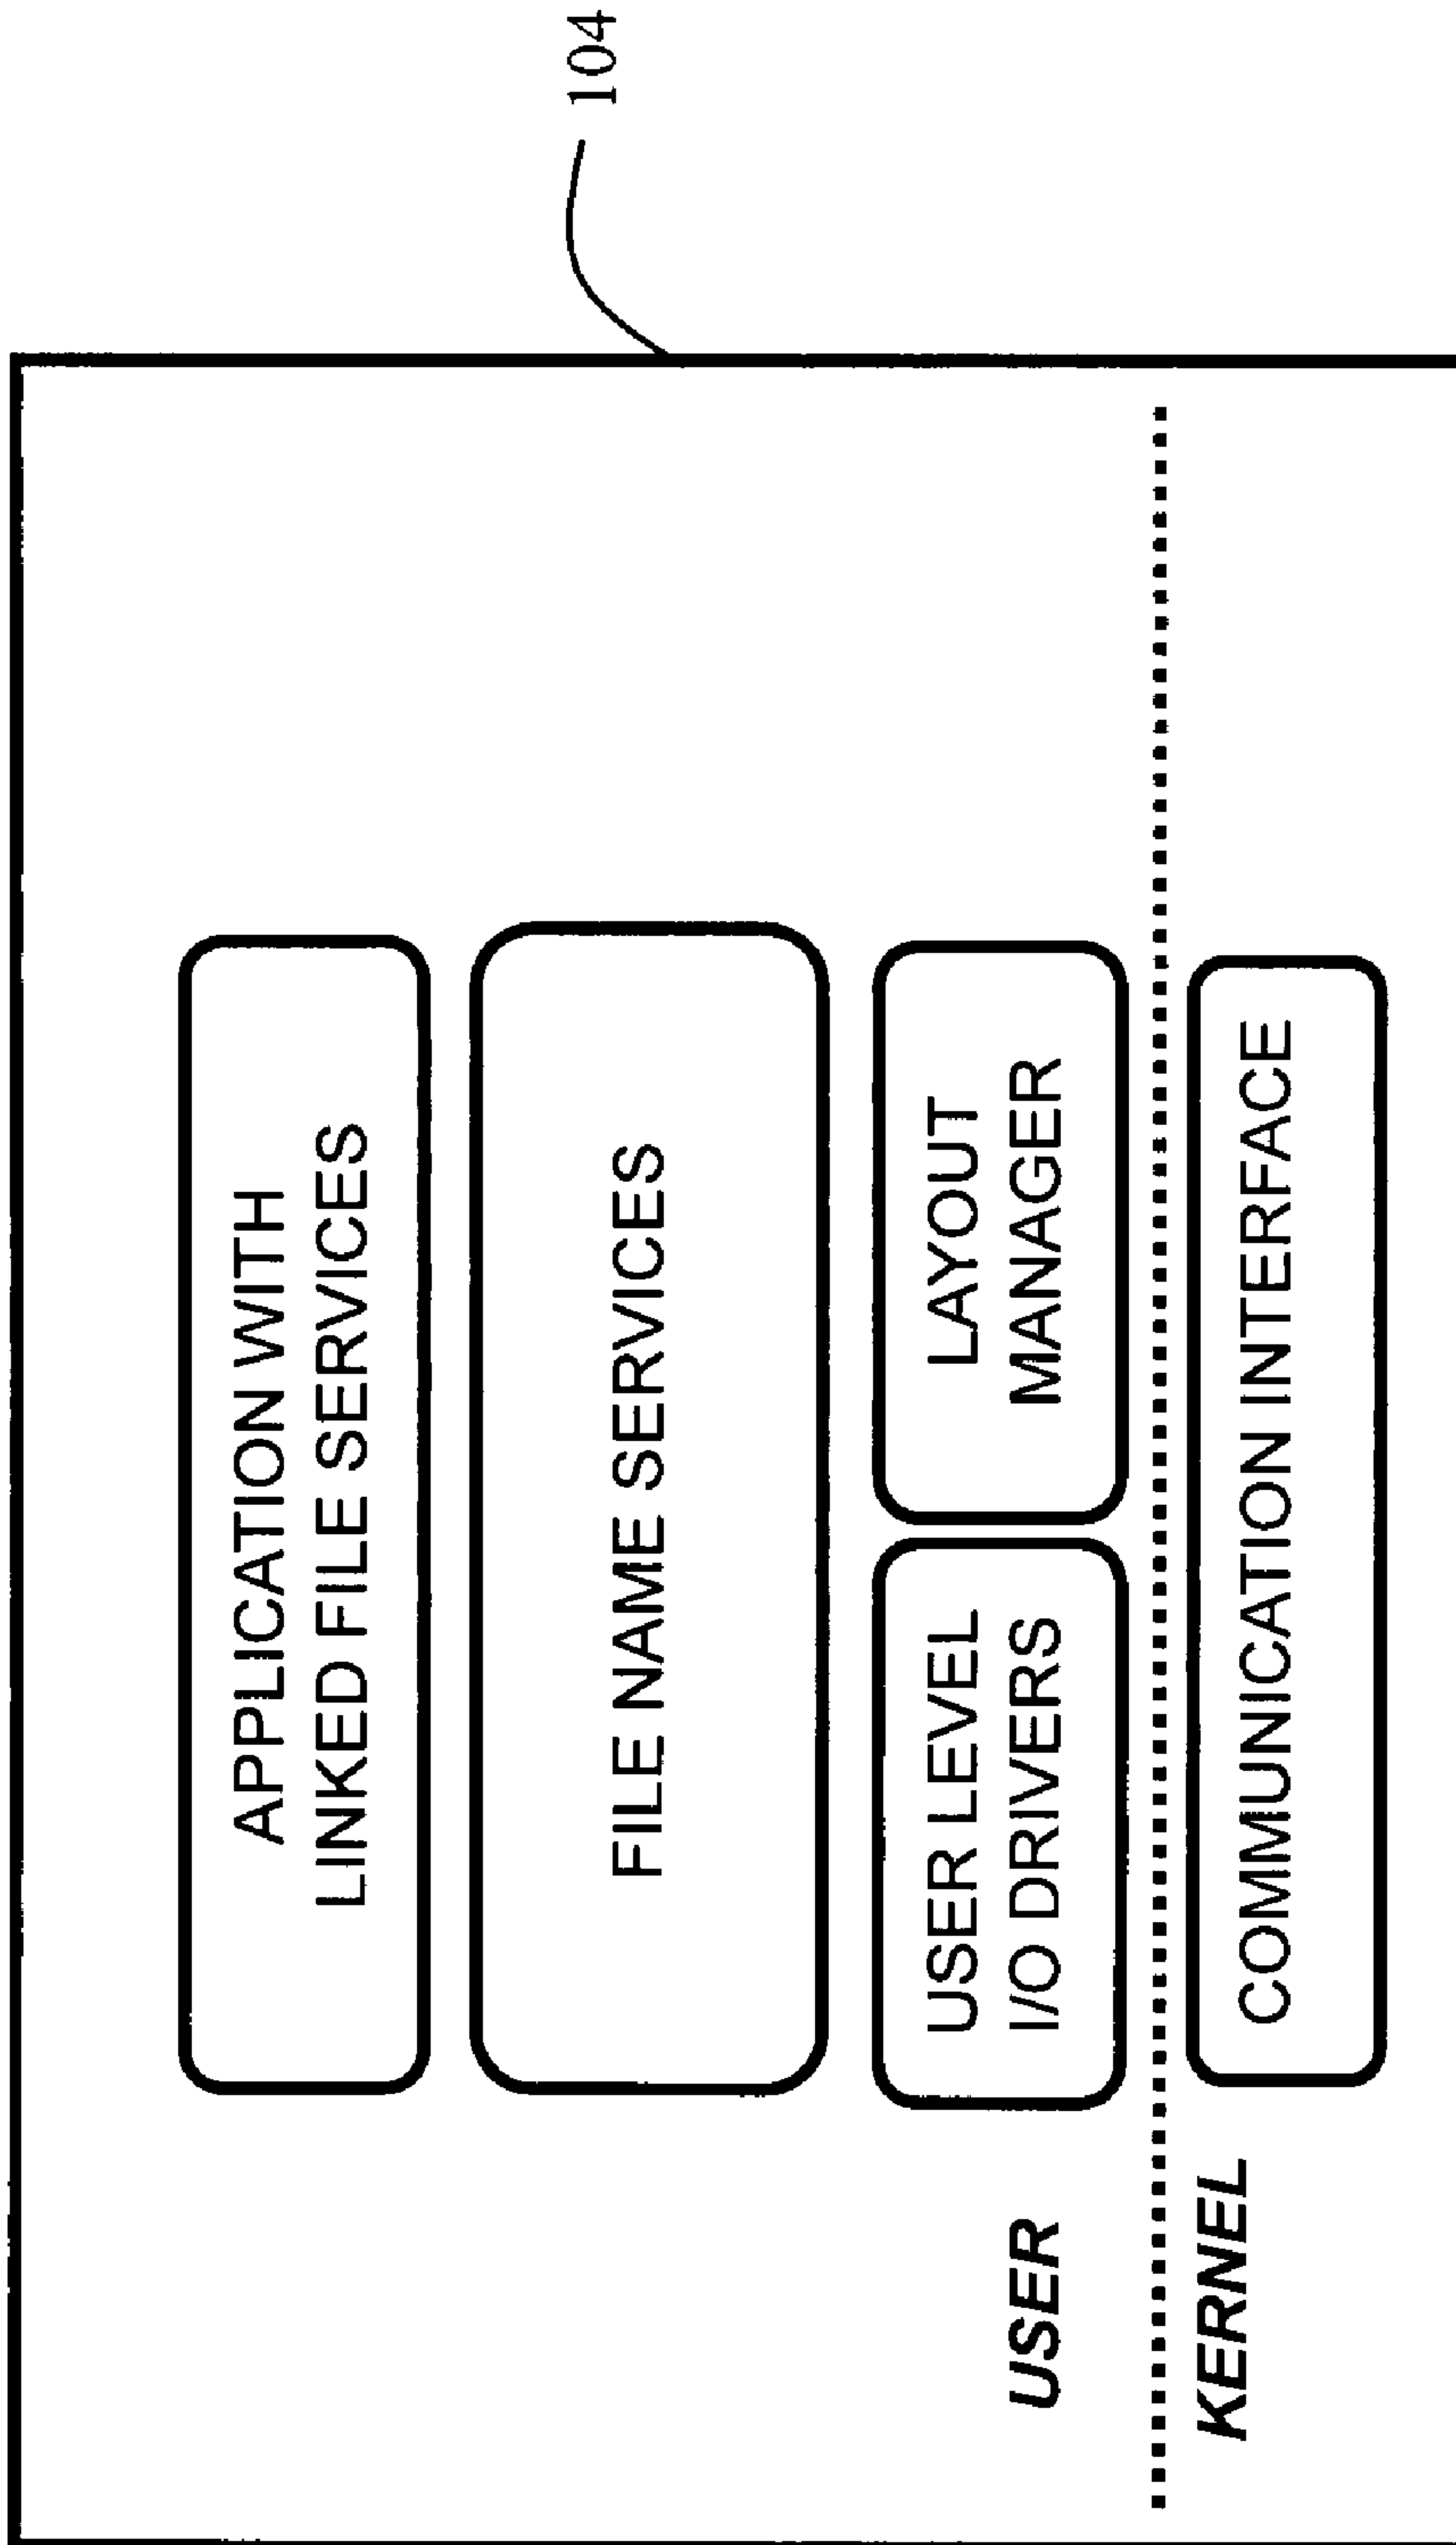 104
APPLICATION WITH
LINKED FILE SERVICES
FILE NAME SERVICES
USER LEVEL
I/O DRIVERS
LAYOUT
MANAGER
USER
KERNEL
COMMUNICATION INTERFACE